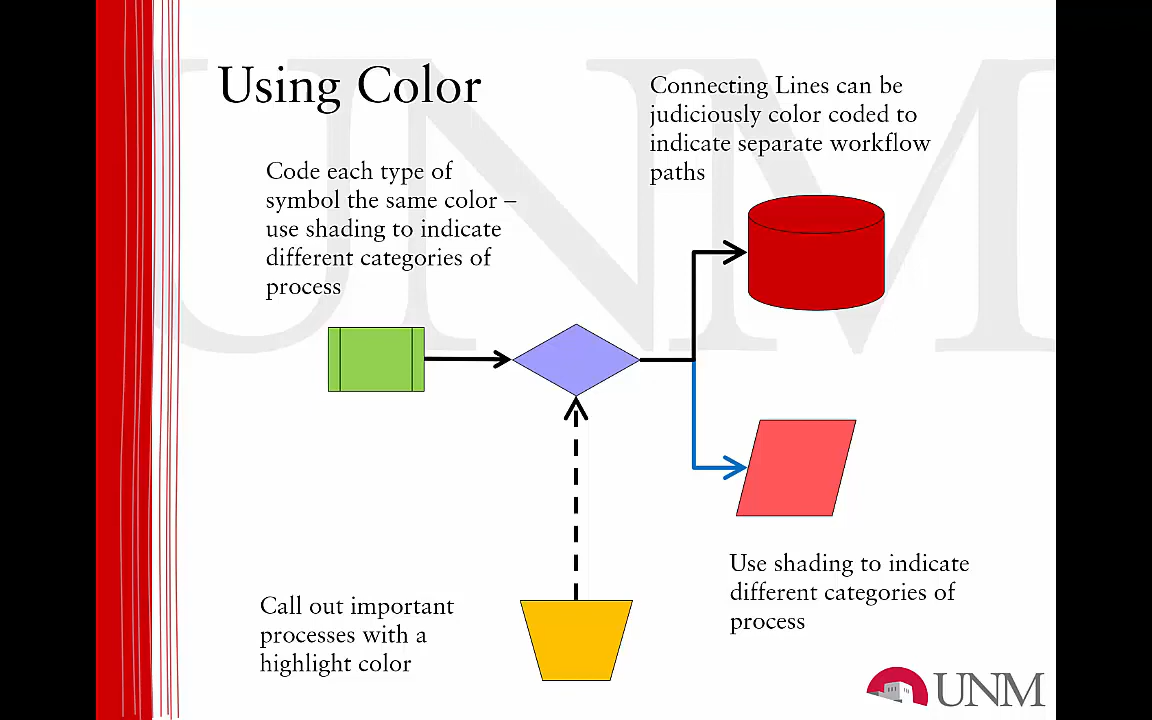 Using Color
Connecting Lines can be
judiciously color coded to
indicate separate workflow
paths
Code each type of
symbol the same color –
use shading to indicate
different categories of
process
Use shading to indicate
different categories of
process
Call out important
processes with a
highlight color
UNM
UNM